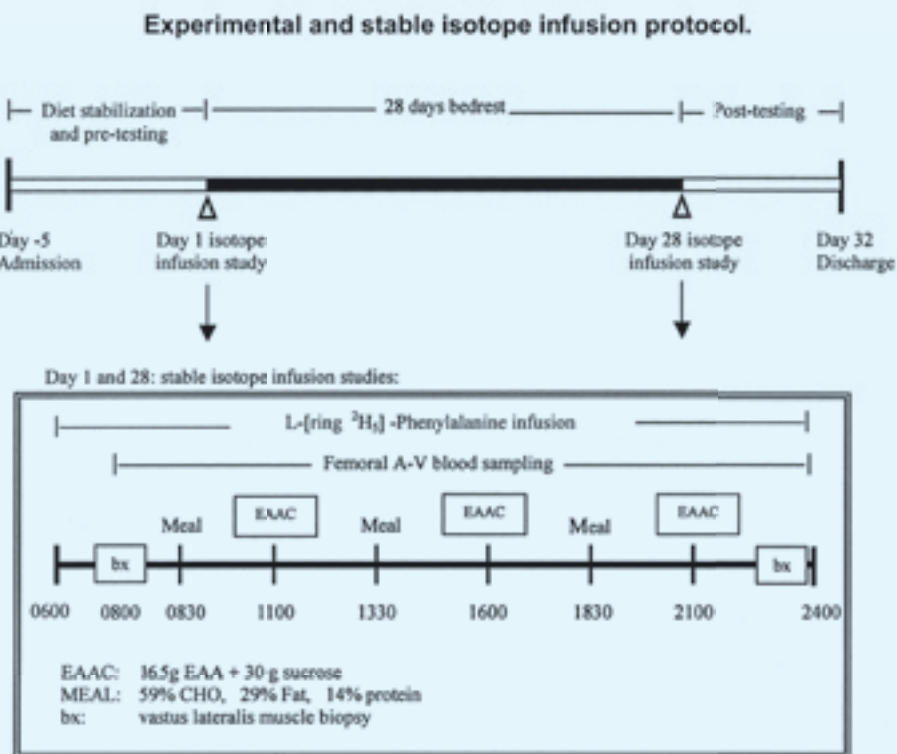 Experimental and stable isotope infusion protocol.
Diet stabilization and pre-testing
28 days bedrest
Post-testing
Day -5 Admission
Day 1 isotope infusion study
Day 28 isotope infusion study
Day 32 Discharge
Day 1 and 28: stable isotope infusion studies:
L-[ring ²H₅] -Phenylalanine infusion
Femoral A-V blood sampling
bx
Meal
EAAC
Meal
EAAC
Meal
EAAC
bx
0600 0800 0830 1100 1330 1600 1830 2100 2400
EAAC: 16.5g EAA + 30 g sucrose
MEAL: 59% CHO, 29% Fat, 14% protein
bx: vastus lateralis muscle biopsy